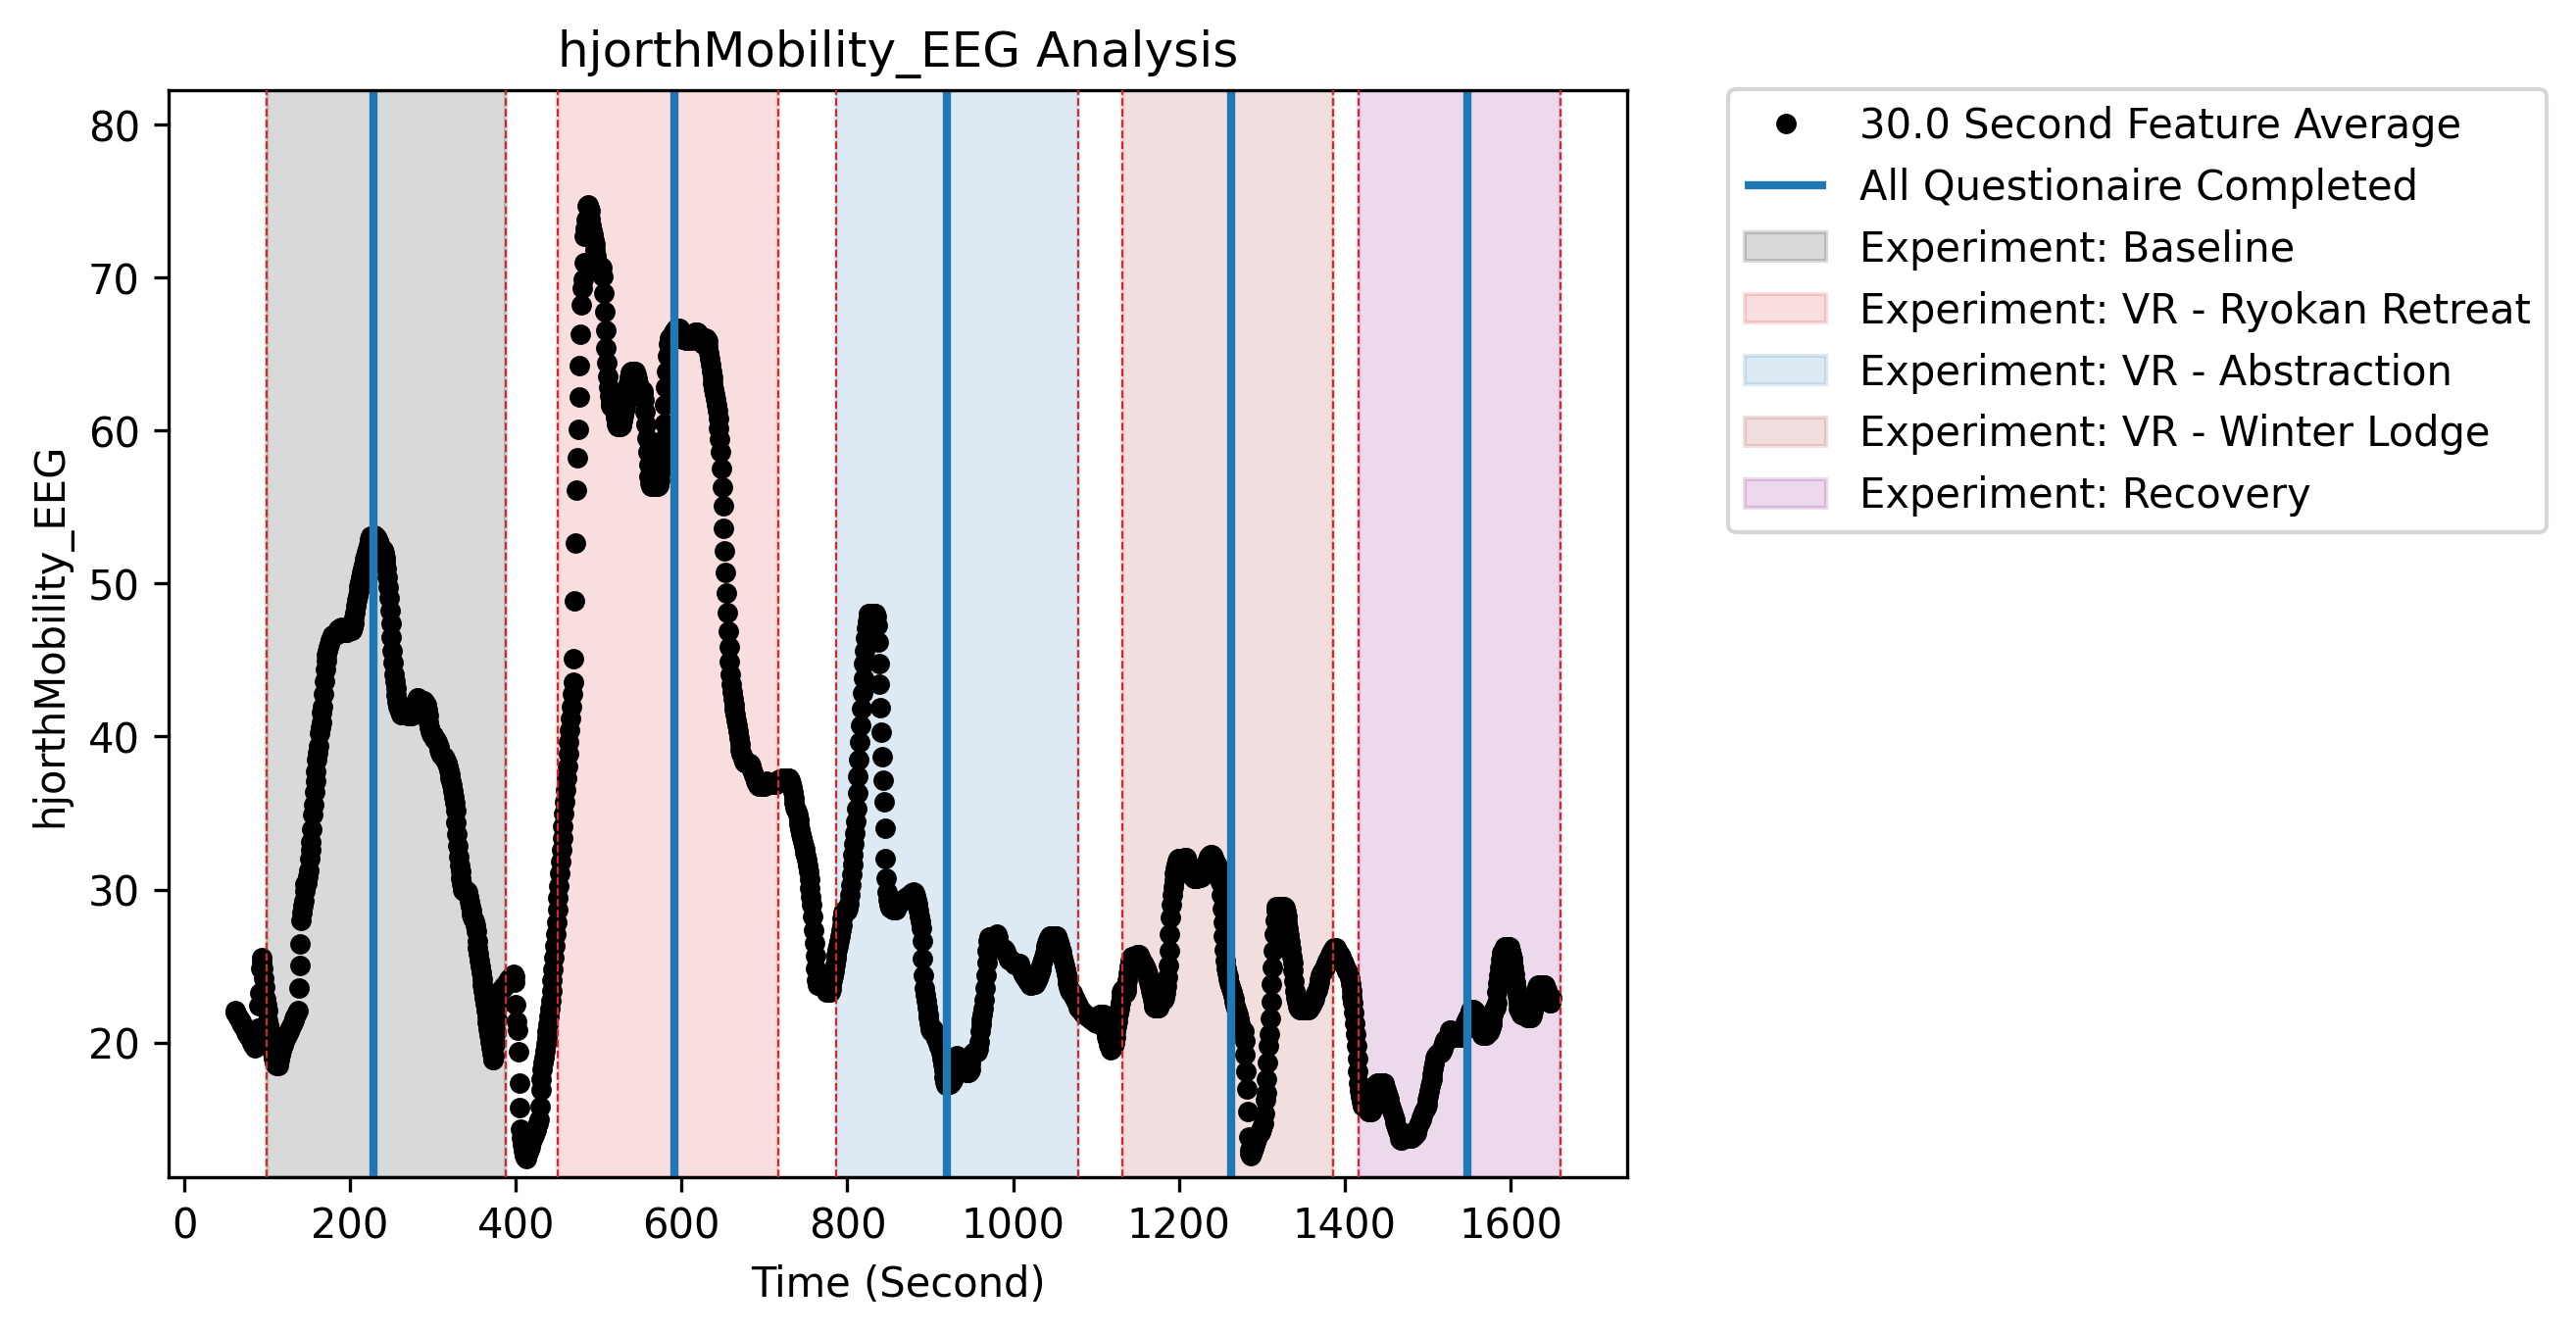 hjorthMobility_EEG Analysis
80
70
60
50
40
30
20
hjorthMobility_EEG
0
200
400
600
800
1000
1200
1400
1600
Time (Second)
30.0 Second Feature Average
All Questionaire Completed
Experiment: Baseline
Experiment: VR - Ryokan Retreat
Experiment: VR - Abstraction
Experiment: VR - Winter Lodge
Experiment: Recovery